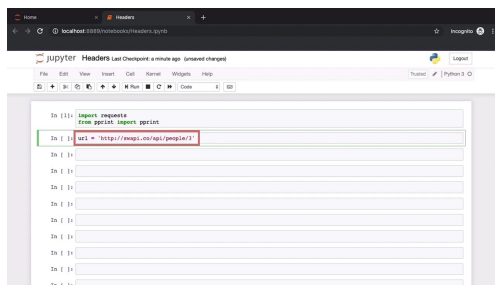 Home
Headers
localhost:8889/notebooks/Headers.ipynb
Incognito
jupyter Headers Last Checkpoint: a minute ago (unsaved changes)
Logout
File Edit View Insert Cell Kernel Widgets Help
Trusted Python 3
Run Code
In [1]: import requests
from pprint import pprint
In [ ]: url = 'http://swapi.co/api/people/3'
In [ ]:
In [ ]:
In [ ]:
In [ ]:
In [ ]:
In [ ]:
In [ ]:
In [ ]:
In [ ]: